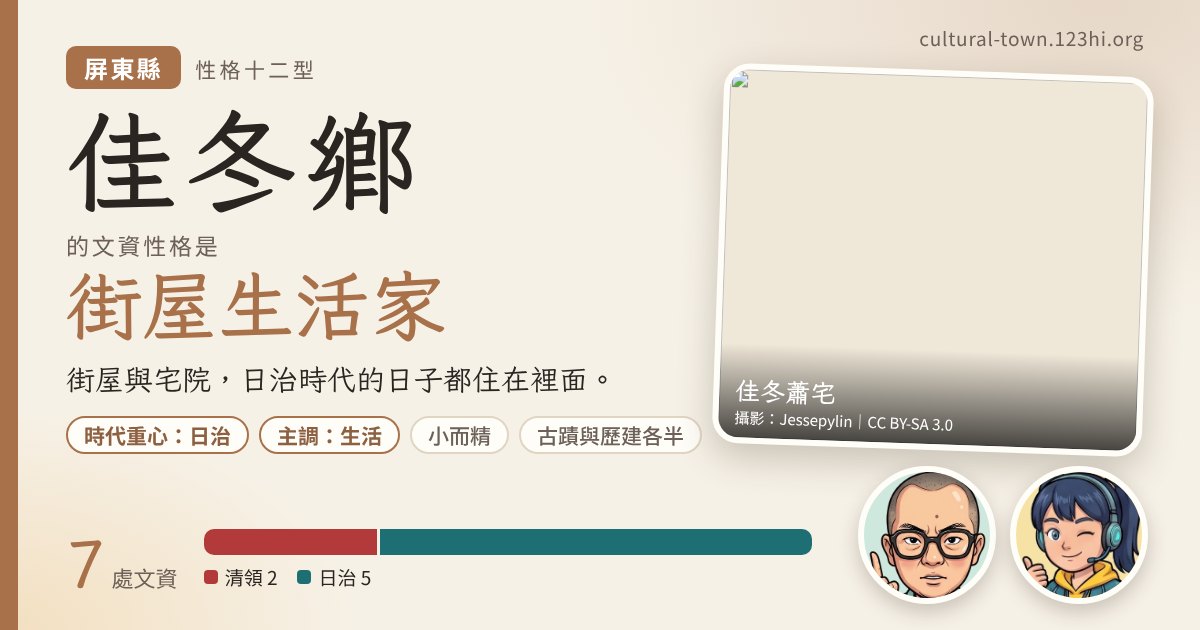 屏東縣 性格十二型
cultural-town.123hi.org
佳冬鄉
的文資性格是
街屋生活家
街屋與宅院，日治時代的日子都住在裡面。
時代重心：日治 主調：生活 小而精 古蹟與歷建各半
佳冬蕭宅
攝影：Jessepylin｜CC BY-SA 3.0
7 處文資
清領 2 日治 5